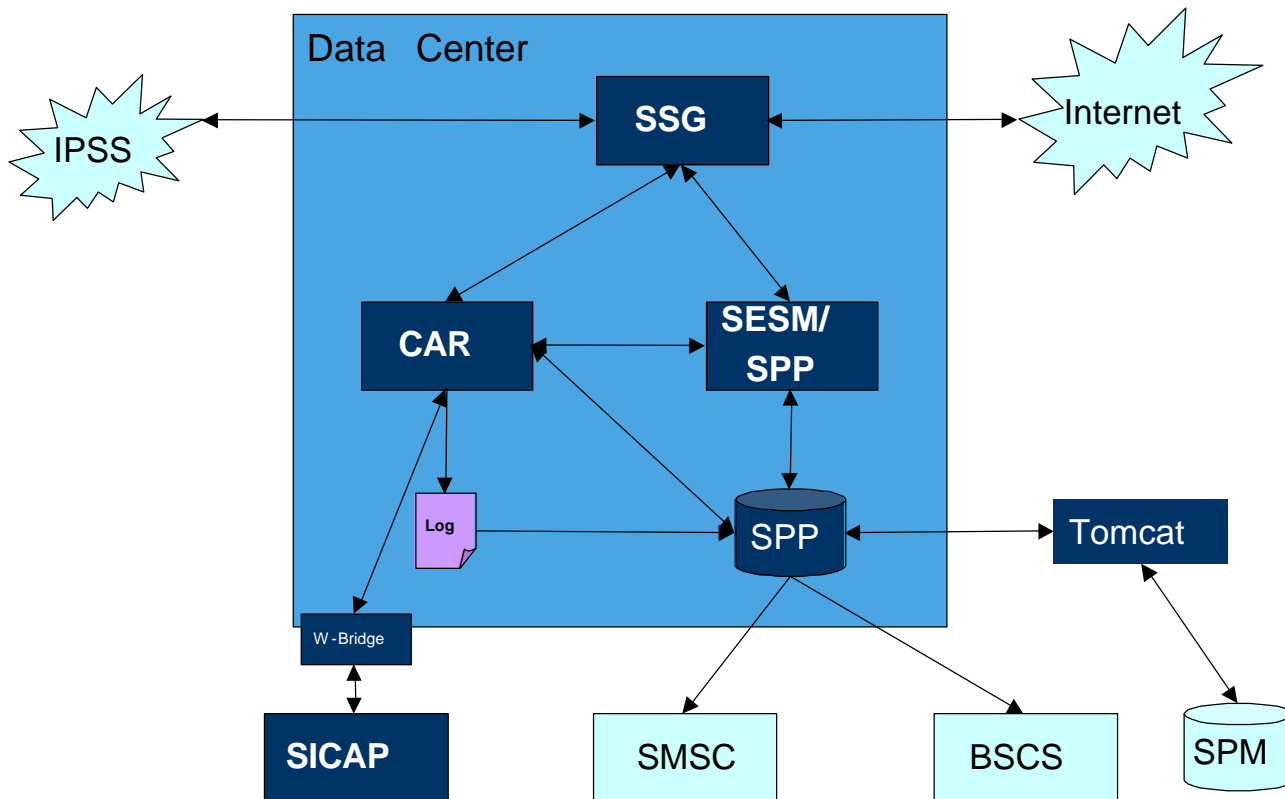 Data Center
SSG
Internet
IPSS
CAR
SESM/
SPP
Log
SPP
Tomcat
W-Bridge
SICAP
SMSC
BSCS
SPM